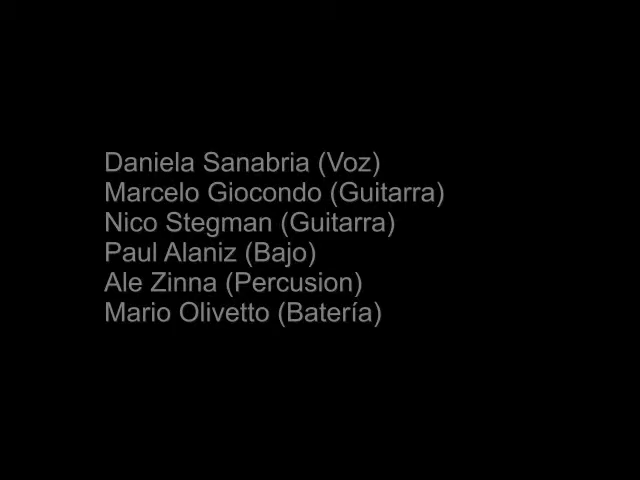 Daniela Sanabria (Voz)
Marcelo Giocondo (Guitarra)
Nico Stegman (Guitarra)
Paul Alaniz (Bajo)
Ale Zinna (Percusion)
Mario Olivetto (Batería)